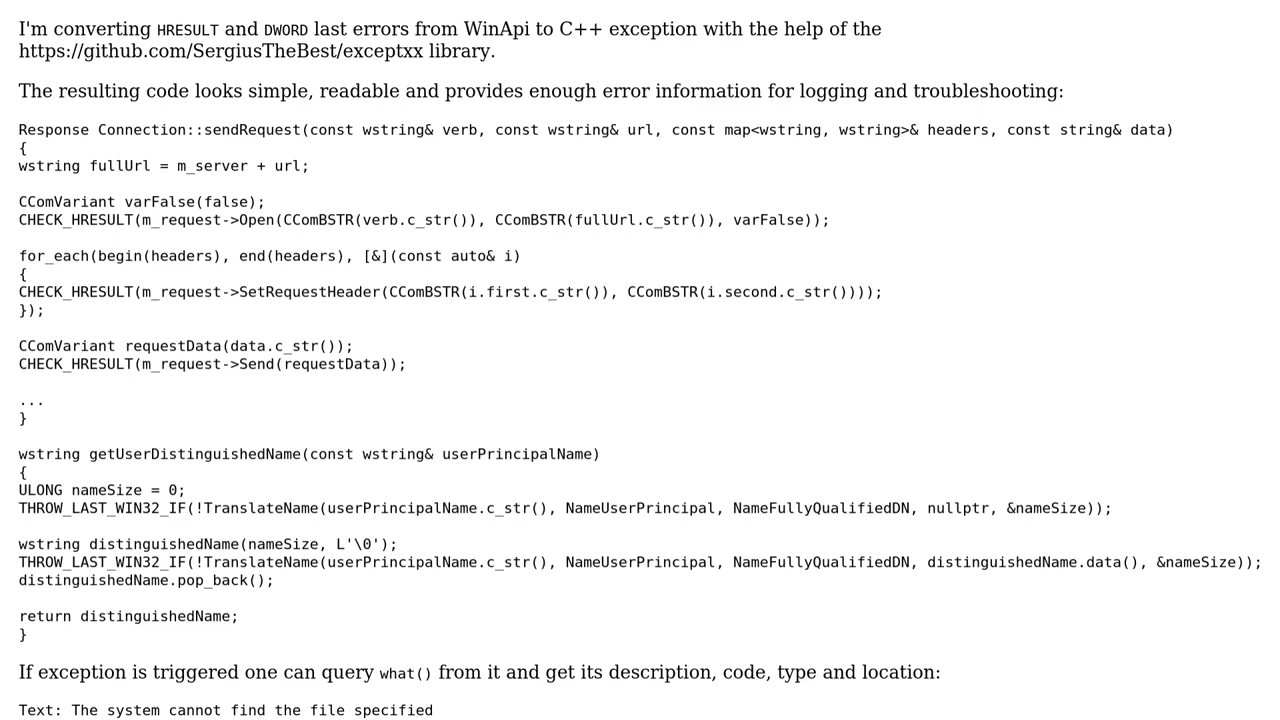 I'm converting HRESULT and DWORD last errors from WinApi to C++ exception with the help of the
https://github.com/SergiusTheBest/exceptxx library.
The resulting code looks simple, readable and provides enough error information for logging and troubleshooting:
Response Connection::sendRequest(const wstring& verb, const wstring& url, const map<wstring, wstring>& headers, const string& data)
{
wstring fullUrl = m_server + url;
CComVariant varFalse(false);
CHECK_HRESULT(m_request->Open(CComBSTR(verb.c_str()), CComBSTR(fullUrl.c_str()), varFalse));
for_each(begin(headers), end(headers), [&](const auto& i)
{
CHECK_HRESULT(m_request->SetRequestHeader(CComBSTR(i.first.c_str()), CComBSTR(i.second.c_str())));
});
CComVariant requestData(data.c_str());
CHECK_HRESULT(m_request->Send(requestData));
...
}
wstring getUserDistinguishedName(const wstring& userPrincipalName)
{
ULONG nameSize = 0;
THROW_LAST_WIN32_IF(!TranslateName(userPrincipalName.c_str(), NameUserPrincipal, NameFullyQualifiedDN, nullptr, &nameSize));
wstring distinguishedName(nameSize, L'\0');
THROW_LAST_WIN32_IF(!TranslateName(userPrincipalName.c_str(), NameUserPrincipal, NameFullyQualifiedDN, distinguishedName.data(), &nameSize));
distinguishedName.pop_back();
return distinguishedName;
}
If exception is triggered one can query what() from it and get its description, code, type and location:
Text: The system cannot find the file specified